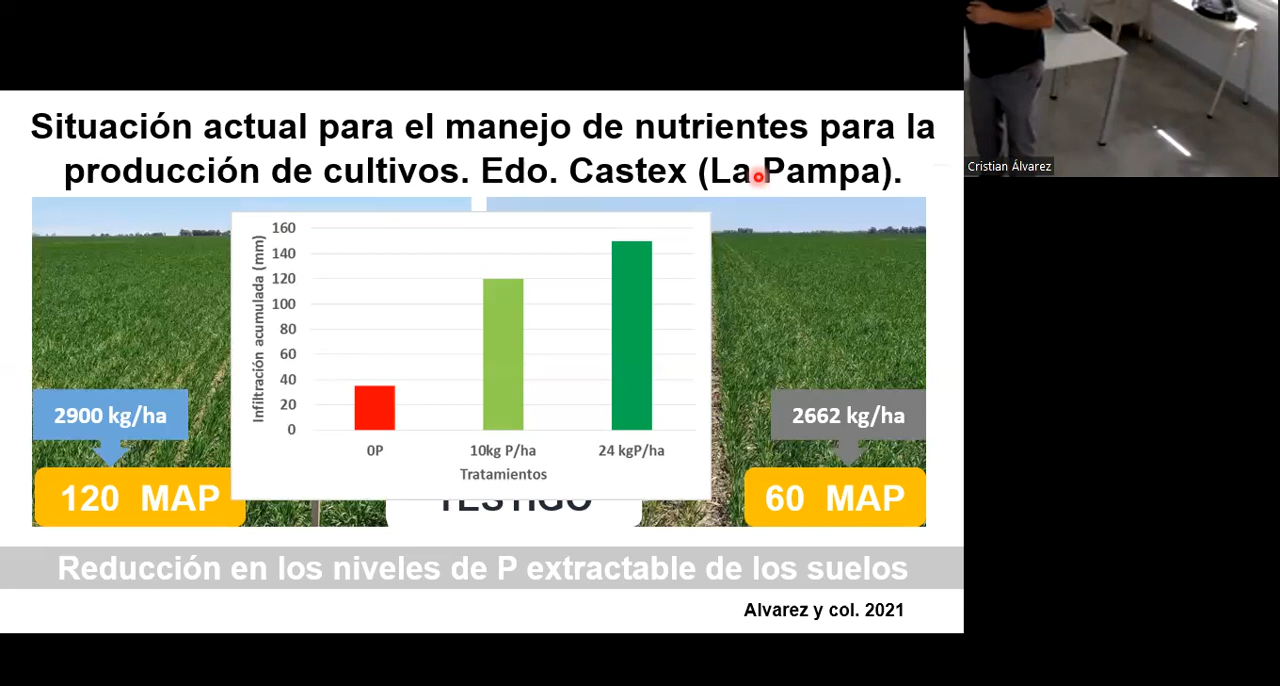 Situación actual para el manejo de nutrientes para la
producción de cultivos. Edo. Castex (La Pampa).
Cristian Álvarez
Infiltración acumulada (mm)
160
140
120
100
80
60
40
20
0
0P 10kg P/ha 24 kgP/ha
Tratamientos
2900 kg/ha
2662 kg/ha
120 MAP
TESTIGO
60 MAP
Reducción en los niveles de P extractable de los suelos
Alvarez y col. 2021